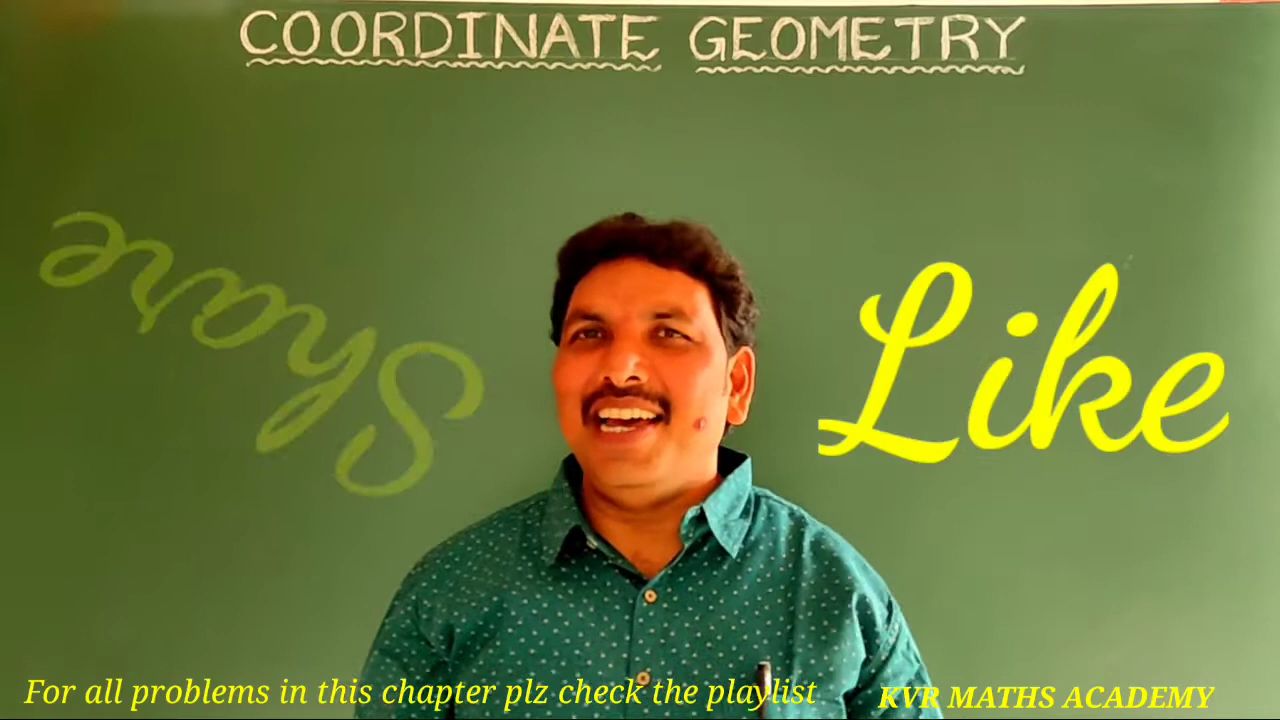 COORDINATE GEOMETRY
Share
Like
For all problems in this chapter plz check the playlist
KVR MATHS ACADEMY